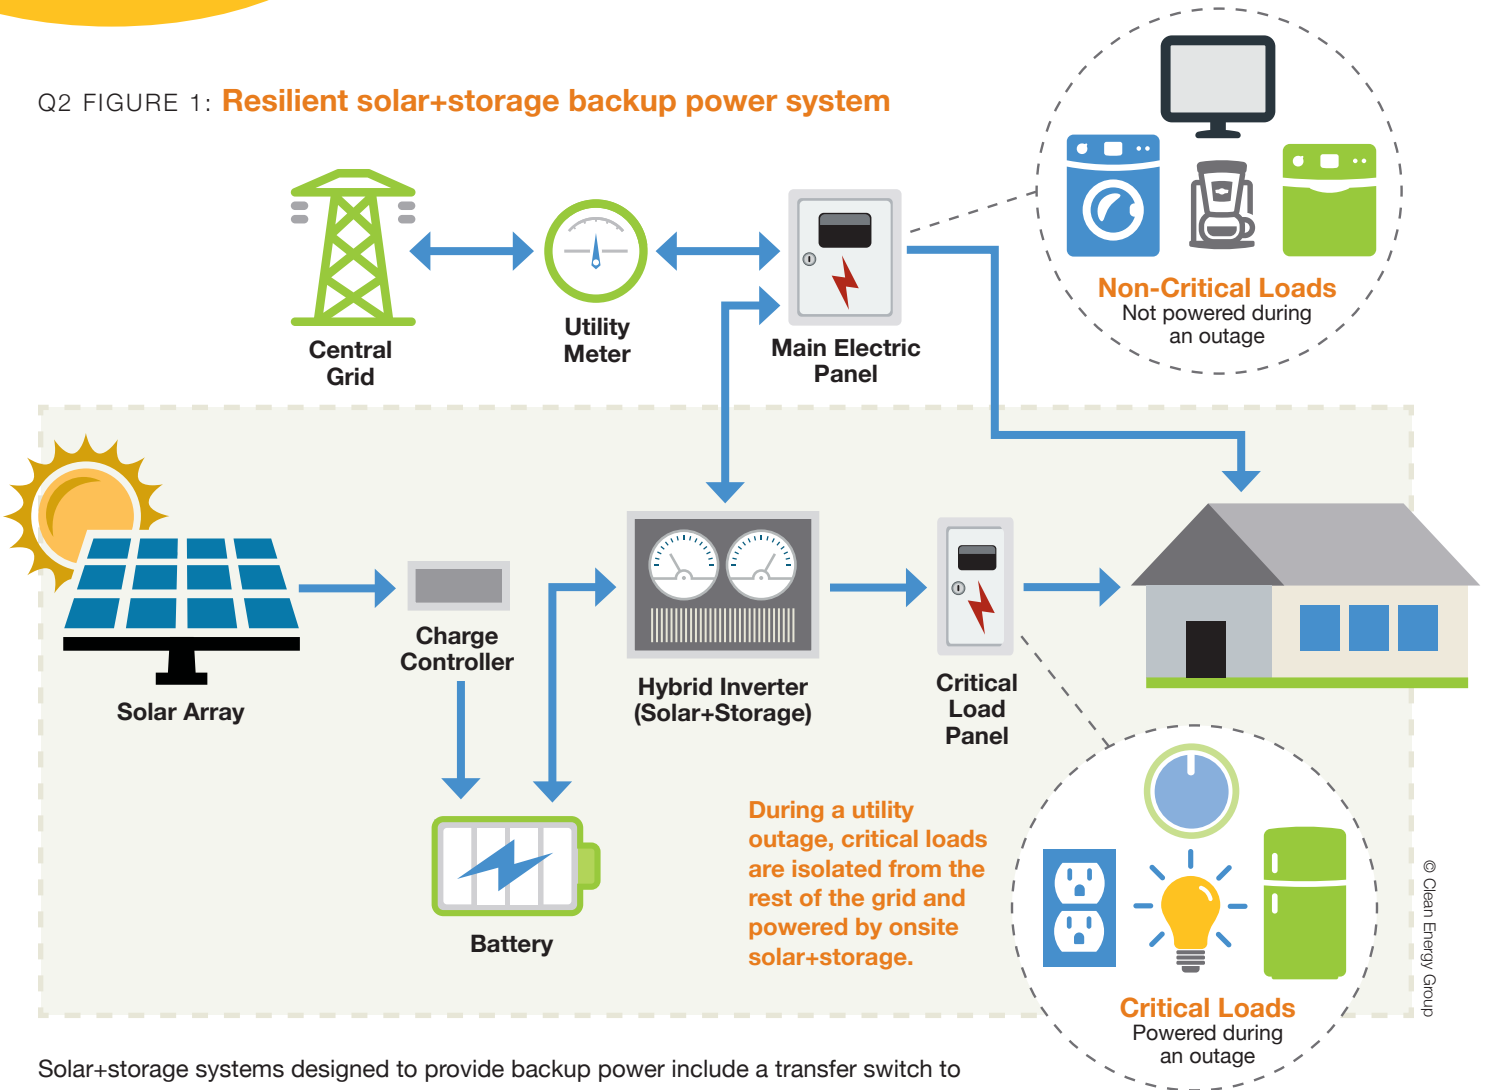 Q2 FIGURE 1: Resilient solar+storage backup power system
Non-Critical Loads
Not powered during
an outage
Central
Grid
Utility
Meter
Main Electric
Panel
Solar Array
Charge
Controller
Battery
Hybrid Inverter
(Solar+Storage)
Critical
Load
Panel
During a utility
outage, critical loads
are isolated from the
rest of the grid and
powered by onsite
solar+storage.
Critical Loads
Powered during
an outage
© Clean Energy Group
Solar+storage systems designed to provide backup power include a transfer switch to